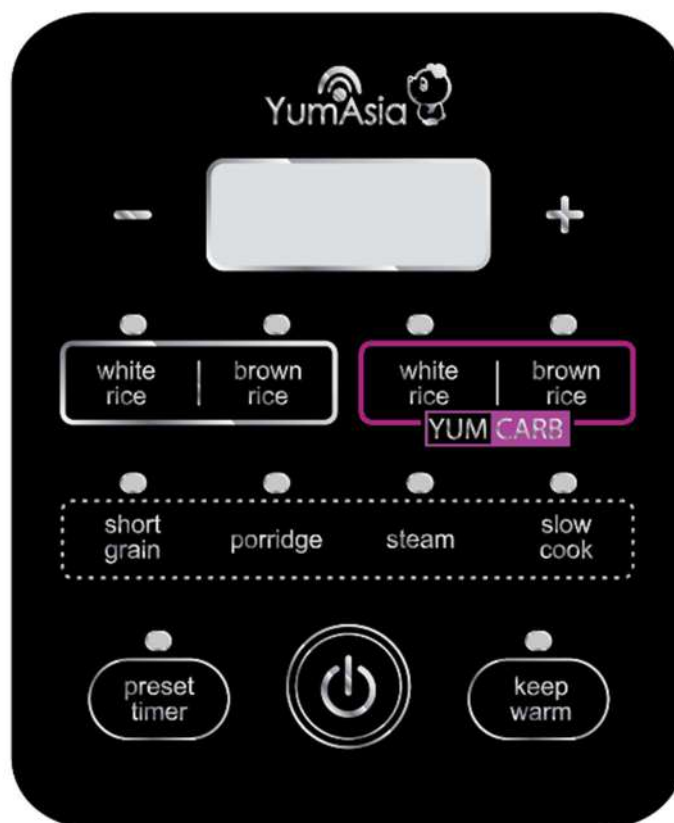 YumAsia
− +
white rice | brown rice
white rice | brown rice
YUM CARB
short grain
porridge
steam
slow cook
preset timer
keep warm